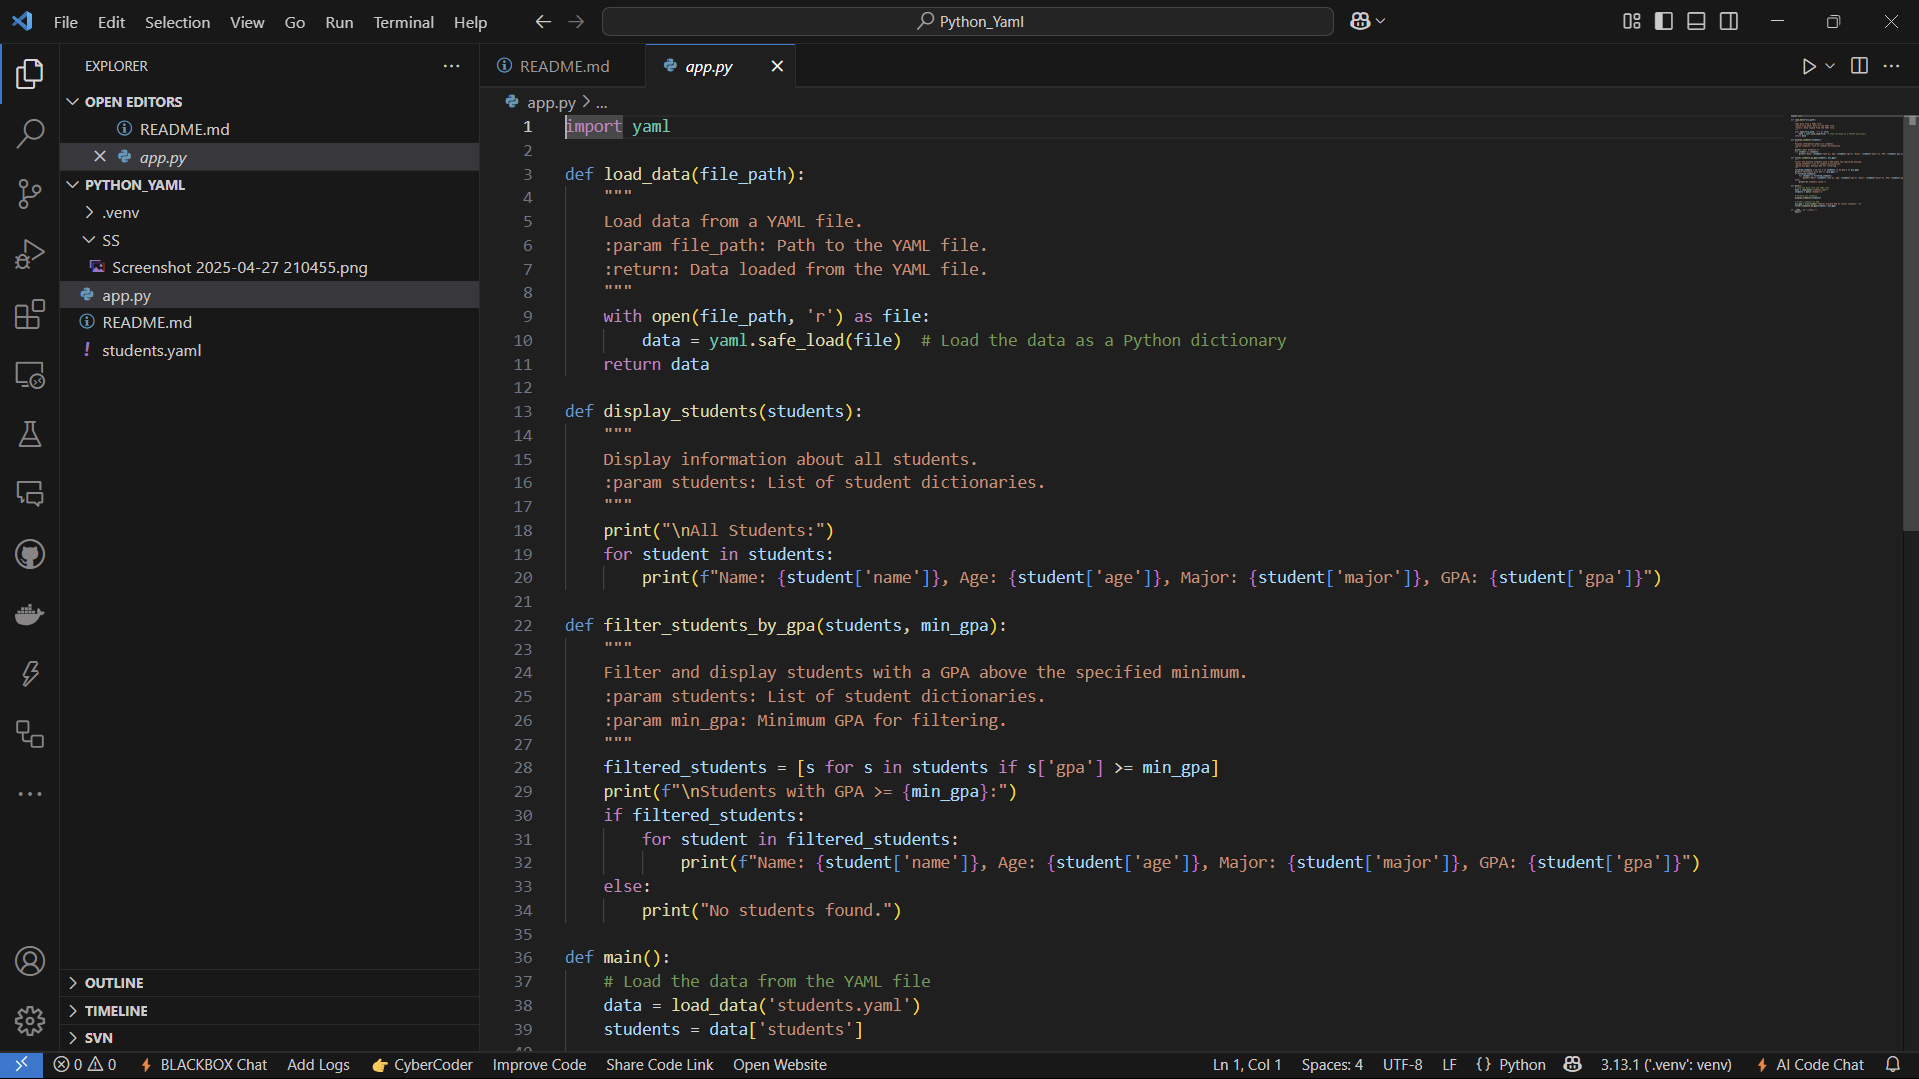 File Edit Selection View Go Run Terminal Help
Python_Yaml
EXPLORER
OPEN EDITORS
README.md
app.py
PYTHON_YAML
.venv
SS
Screenshot 2025-04-27 210455.png
app.py
README.md
students.yaml
OUTLINE
TIMELINE
SVN
README.md app.py
app.py > ...
1 import yaml
2
3 def load_data(file_path):
4 """
5 Load data from a YAML file.
6 :param file_path: Path to the YAML file.
7 :return: Data loaded from the YAML file.
8 """
9 with open(file_path, 'r') as file:
10 data = yaml.safe_load(file)  # Load the data as a Python dictionary
11 return data
12
13 def display_students(students):
14 """
15 Display information about all students.
16 :param students: List of student dictionaries.
17 """
18 print("\nAll Students:")
19 for student in students:
20 print(f"Name: {student['name']}, Age: {student['age']}, Major: {student['major']}, GPA: {student['gpa']}")
21
22 def filter_students_by_gpa(students, min_gpa):
23 """
24 Filter and display students with a GPA above the specified minimum.
25 :param students: List of student dictionaries.
26 :param min_gpa: Minimum GPA for filtering.
27 """
28 filtered_students = [s for s in students if s['gpa'] >= min_gpa]
29 print(f"\nStudents with GPA >= {min_gpa}:")
30 if filtered_students:
31 for student in filtered_students:
32 print(f"Name: {student['name']}, Age: {student['age']}, Major: {student['major']}, GPA: {student['gpa']}")
33 else:
34 print("No students found.")
35
36 def main():
37 # Load the data from the YAML file
38 data = load_data('students.yaml')
39 students = data['students']
0 0 BLACKBOX Chat Add Logs CyberCoder Improve Code Share Code Link Open Website Ln 1, Col 1 Spaces: 4 UTF-8 LF {} Python 3.13.1 ('.venv': venv) AI Code Chat